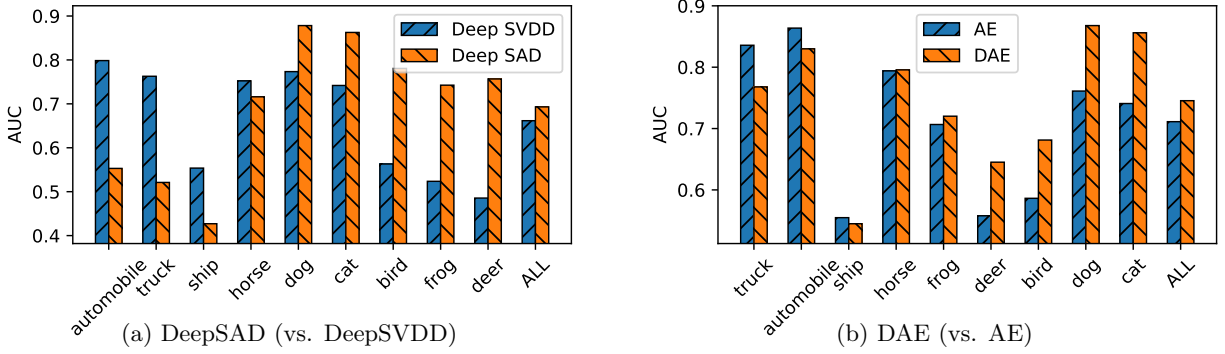 0.9
0.8
0.7
0.6
0.5
0.4
AUC
Deep SVDD
Deep SAD
automobile
truck
ship
horse
dog
cat
bird
frog
deer
ALL
(a) DeepSAD (vs. DeepSVDD)
0.9
0.8
0.7
0.6
AUC
AE
DAE
truck
automobile
ship
horse
frog
deer
bird
dog
cat
ALL
(b) DAE (vs. AE)